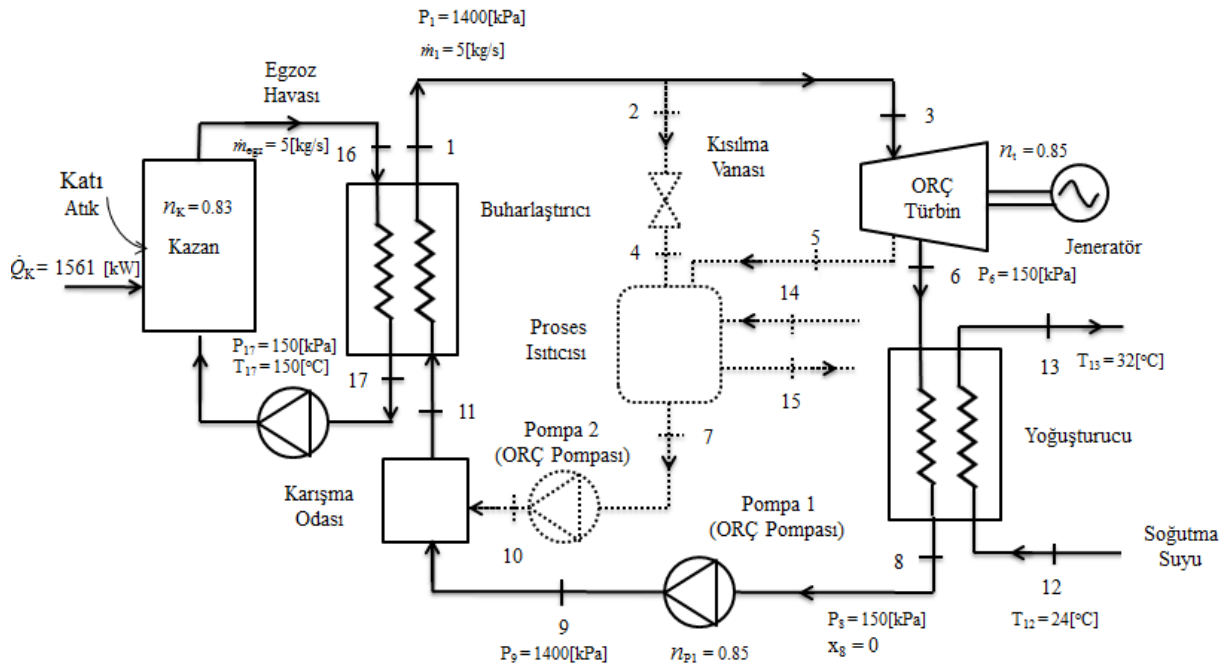 P1 = 1400[kPa]
ṁ1 = 5[kg/s]
Egzoz
Havası
ṁegz = 5[kg/s]
16
1
2
3
Kısılma
Vanası
nt = 0.85
ORÇ
Türbin
Jeneratör
Katı
Atık
nK = 0.83
Kazan
Buharlaştırıcı
Q̇K = 1561 [kW]
4
5
6
P6 = 150[kPa]
14
Proses
Isıtıcısı
15
13
T13 = 32[°C]
P17 = 150[kPa]
T17 = 150[°C]
17
11
7
Yoğuşturucu
Pompa 2
(ORÇ Pompası)
Karışma
Odası
10
Pompa 1
(ORÇ Pompası)
8
Soğutma
Suyu
12
9
P8 = 150[kPa]
x8 = 0
T12 = 24[°C]
P9 = 1400[kPa]
nP1 = 0.85